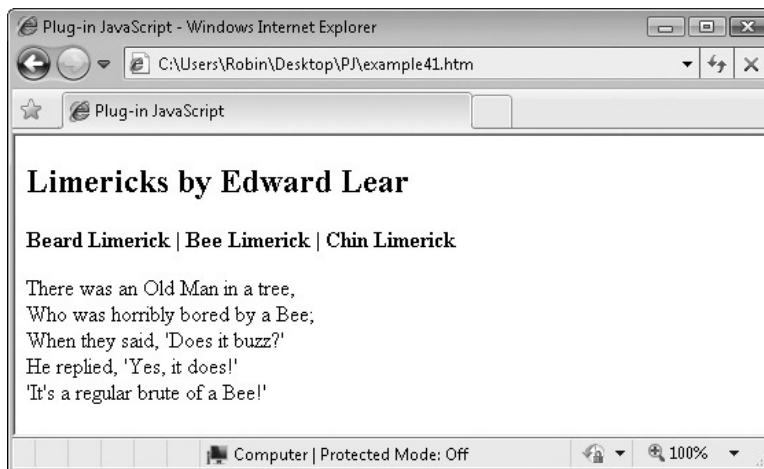 Plug-in JavaScript - Windows Internet Explorer
C:\Users\Robin\Desktop\PJ\example41.htm
Plug-in JavaScript
Limericks by Edward Lear
Beard Limerick | Bee Limerick | Chin Limerick
There was an Old Man in a tree,
Who was horribly bored by a Bee;
When they said, 'Does it buzz?'
He replied, 'Yes, it does!'
'It's a regular brute of a Bee!'
Computer | Protected Mode: Off 100%